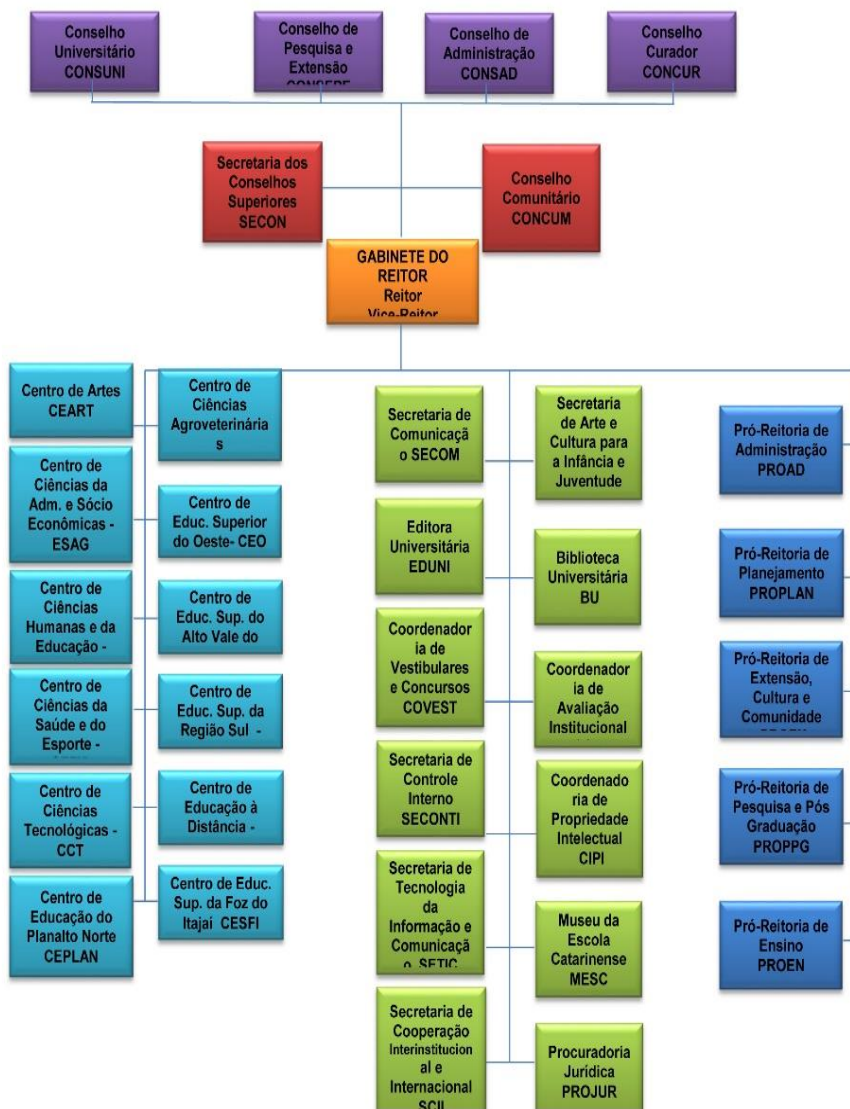 Conselho
Universitário
CONSUNI
Conselho de
Pesquisa e
Extensão
Conselho de
Administração
CONSAD
Conselho
Curador
CONCUR
Secretaria dos
Conselhos
Superiores
SECON
Conselho
Comunitário
CONCUM
GABINETE DO
REITOR
Reitor
Vice-Reitor
Centro de Artes
CEART
Centro de
Ciências
Agroveterinária
s
Centro de
Ciências da
Adm. e Sócio
Econômicas -
ESAG
Centro de
Educ. Superior
do Oeste- CEO
Centro de
Ciências
Humanas e da
Educação -
Centro de
Educ. Sup. do
Alto Vale do
Centro de
Ciências da
Saúde e do
Esporte -
Centro de
Educ. Sup. da
Região Sul -
Centro de
Ciências
Tecnológicas -
CCT
Centro de
Educação à
Distância -
Centro de
Educação do
Planalto Norte
CEPLAN
Centro de Educ.
Sup. da Foz do
Itajaí CESFI
Secretaria de
Comunicaçã
o SECOM
Secretaria
de Arte e
Cultura para
a Infância e
Juventude
Editora
Universitária
EDUNI
Biblioteca
Universitária
BU
Coordenador
ia de
Vestibulares
e Concursos
COVEST
Coordenador
ia de
Avaliação
Institucional
Secretaria de
Controle
Interno
SECONTI
Coordenado
ria de
Propriedade
Intelectual
CIPI
Secretaria de
Tecnologia
da
Informação e
Comunicaçã
o SETIC
Museu da
Escola
Catarinense
MESC
Secretaria de
Cooperação
Interinstitucion
al e
Internacional
SCII
Procuradoria
Jurídica
PROJUR
Pró-Reitoria de
Administração
PROAD
Pró-Reitoria de
Planejamento
PROPLAN
Pró-Reitoria de
Extensão,
Cultura e
Comunidade
Pró-Reitoria de
Pesquisa e Pós
Graduação
PROPPG
Pró-Reitoria de
Ensino
PROEN